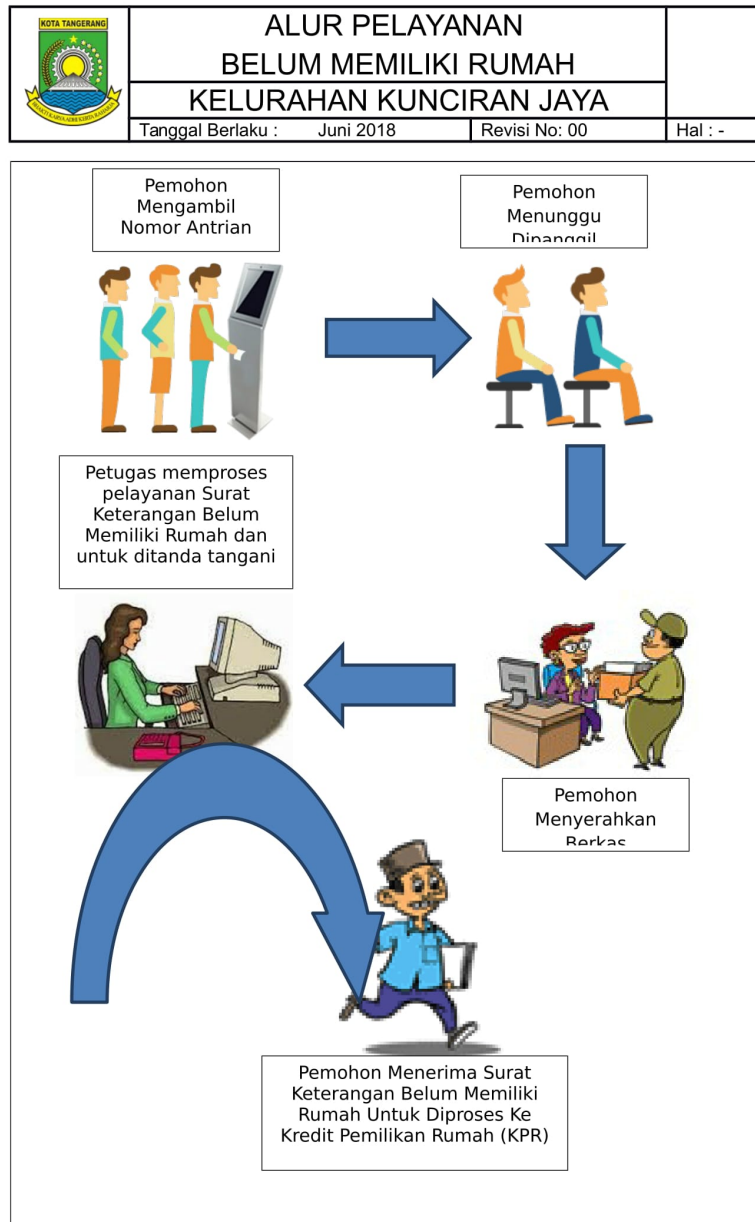 KOTA TANGERANG
ALUR PELAYANAN
BELUM MEMILIKI RUMAH
KELURAHAN KUNCIRAN JAYA
Tanggal Berlaku : Juni 2018 Revisi No: 00 Hal : -
Pemohon
Mengambil
Nomor Antrian
Pemohon
Menunggu
Dipanggil
Petugas memproses
pelayanan Surat
Keterangan Belum
Memiliki Rumah dan
untuk ditanda tangani
Pemohon
Menyerahkan
Berkas
Pemohon Menerima Surat
Keterangan Belum Memiliki
Rumah Untuk Diproses Ke
Kredit Pemilikan Rumah (KPR)